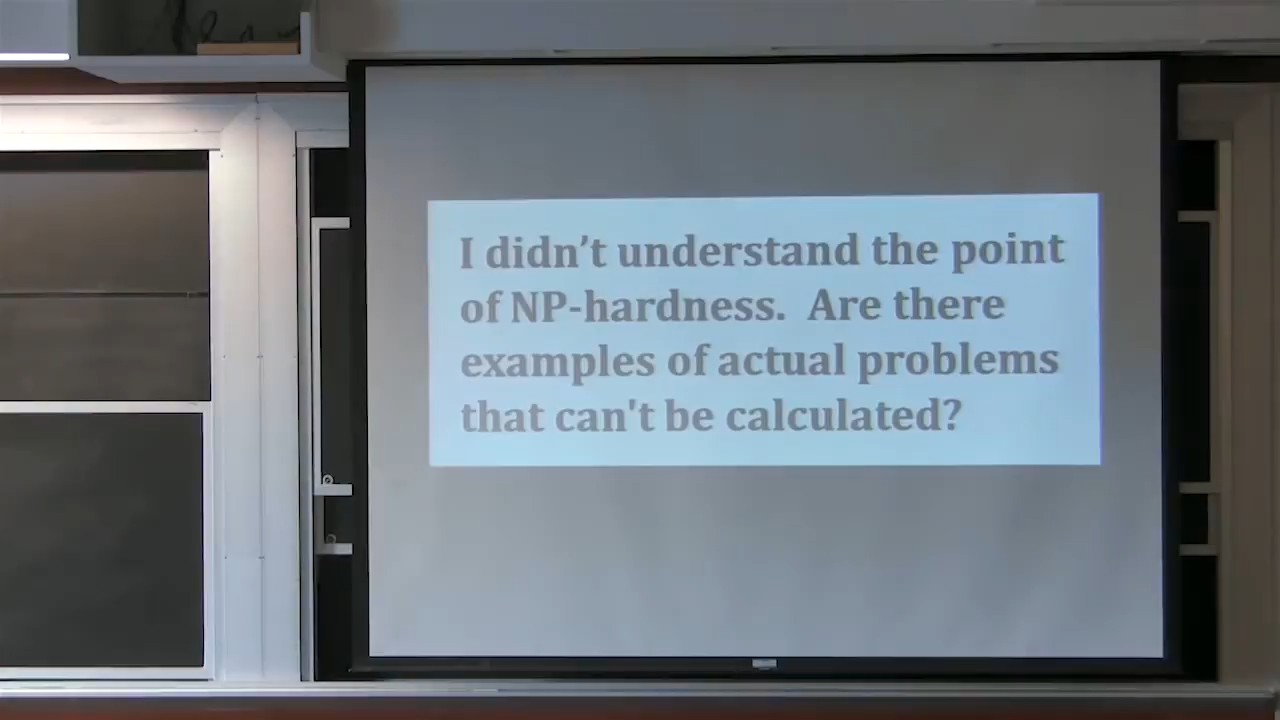 I didn’t understand the point
of NP-hardness.  Are there
examples of actual problems
that can't be calculated?